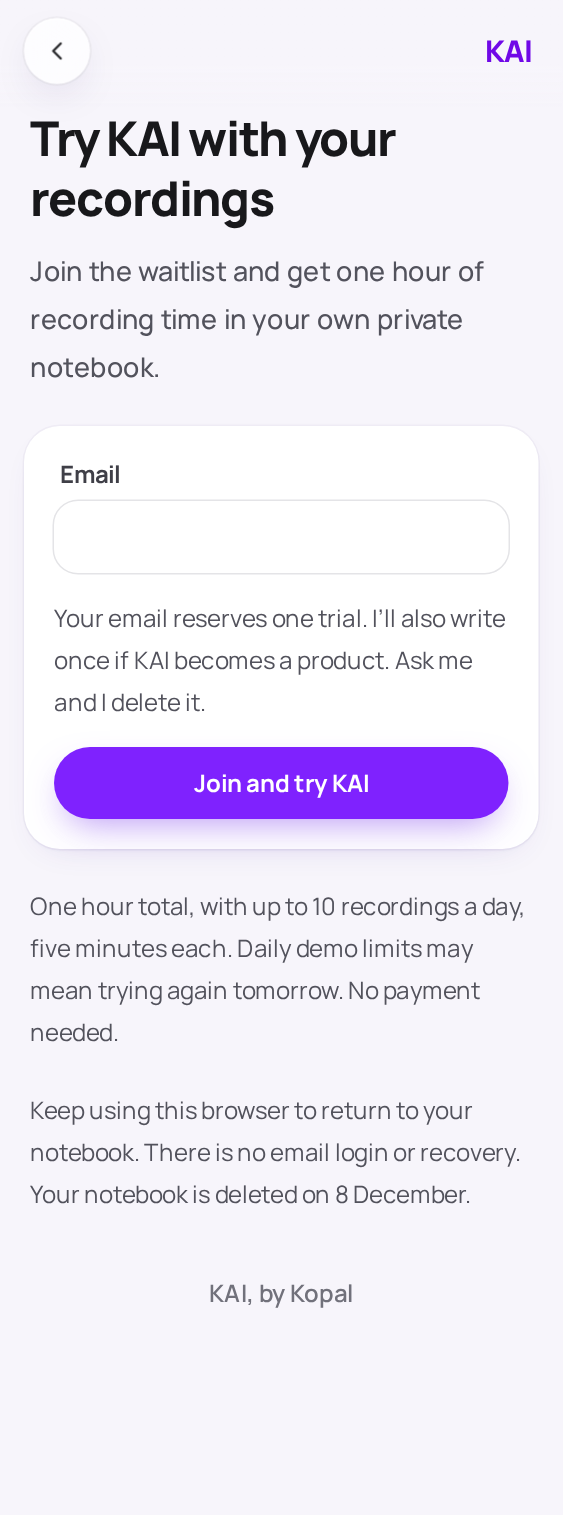 KAI
Try KAI with your
recordings
Join the waitlist and get one hour of
recording time in your own private
notebook.
Email
Your email reserves one trial. I’ll also write
once if KAI becomes a product. Ask me
and I delete it.
Join and try KAI
One hour total, with up to 10 recordings a day,
five minutes each. Daily demo limits may
mean trying again tomorrow. No payment
needed.
Keep using this browser to return to your
notebook. There is no email login or recovery.
Your notebook is deleted on 8 December.
KAI, by Kopal